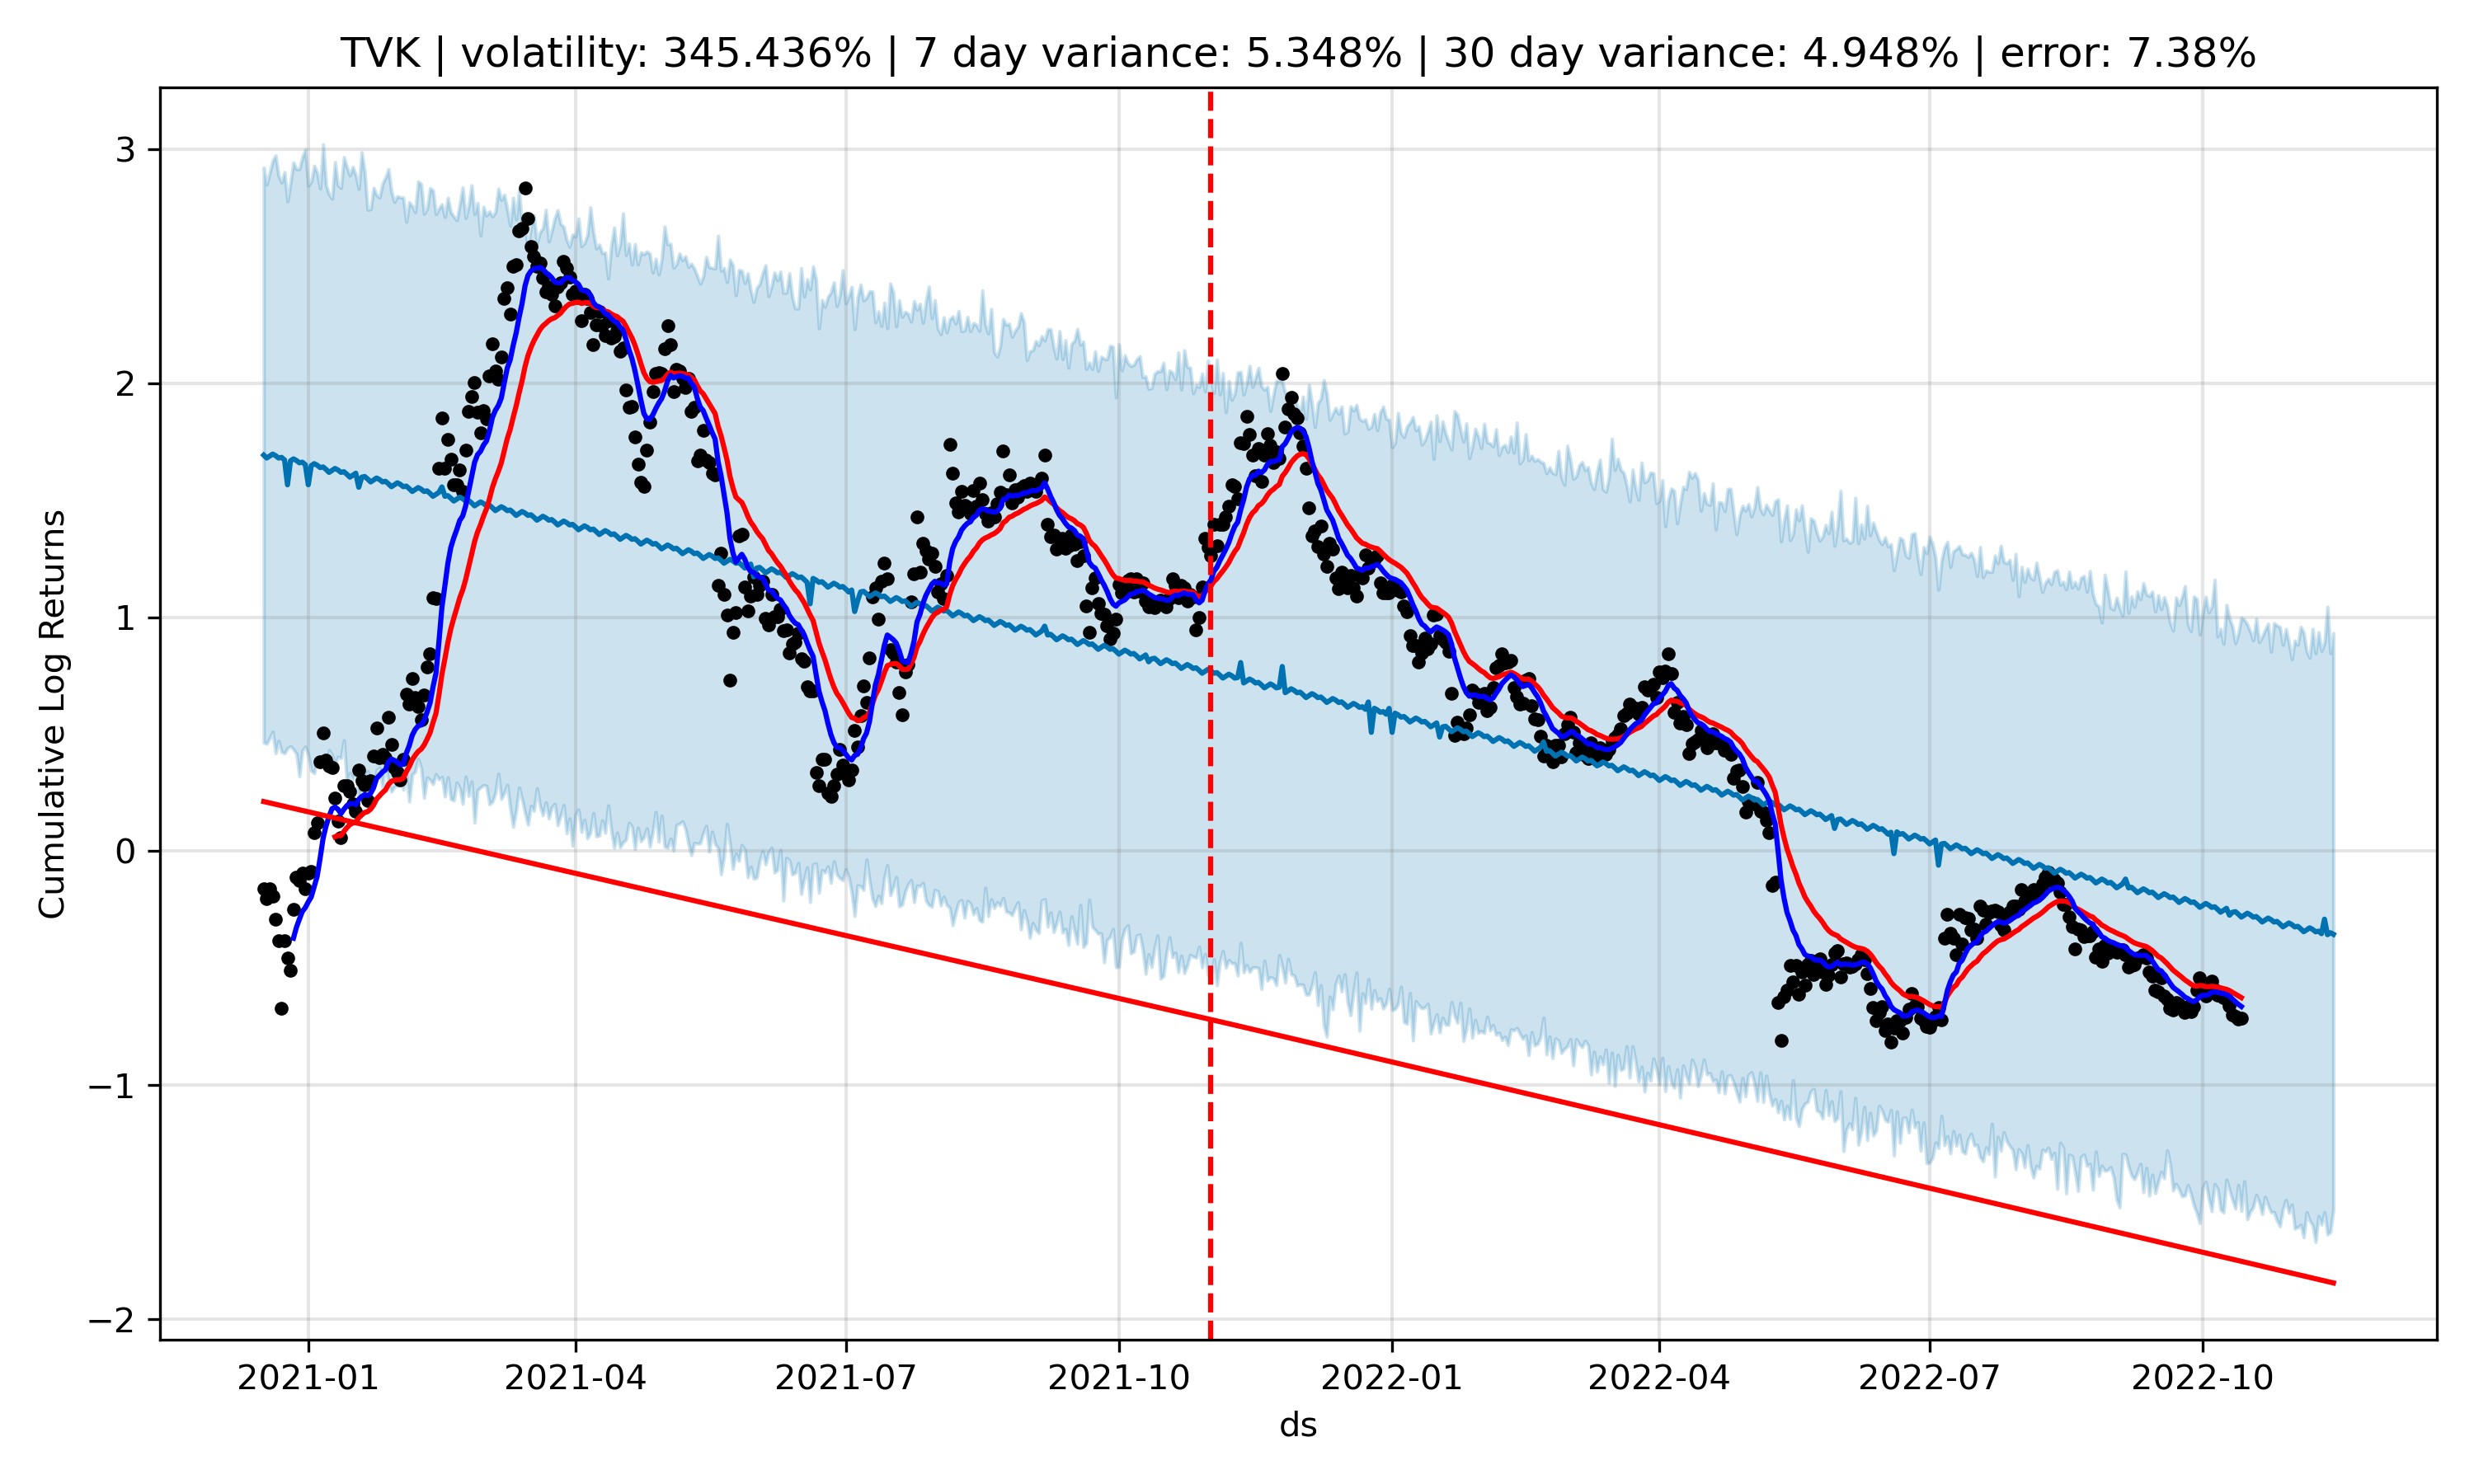 TVK | volatility: 345.436% | 7 day variance: 5.348% | 30 day variance: 4.948% | error: 7.38%
3
2
1
0
−1
−2
Cumulative Log Returns
2021-01 2021-04 2021-07 2021-10 2022-01 2022-04 2022-07 2022-10
ds